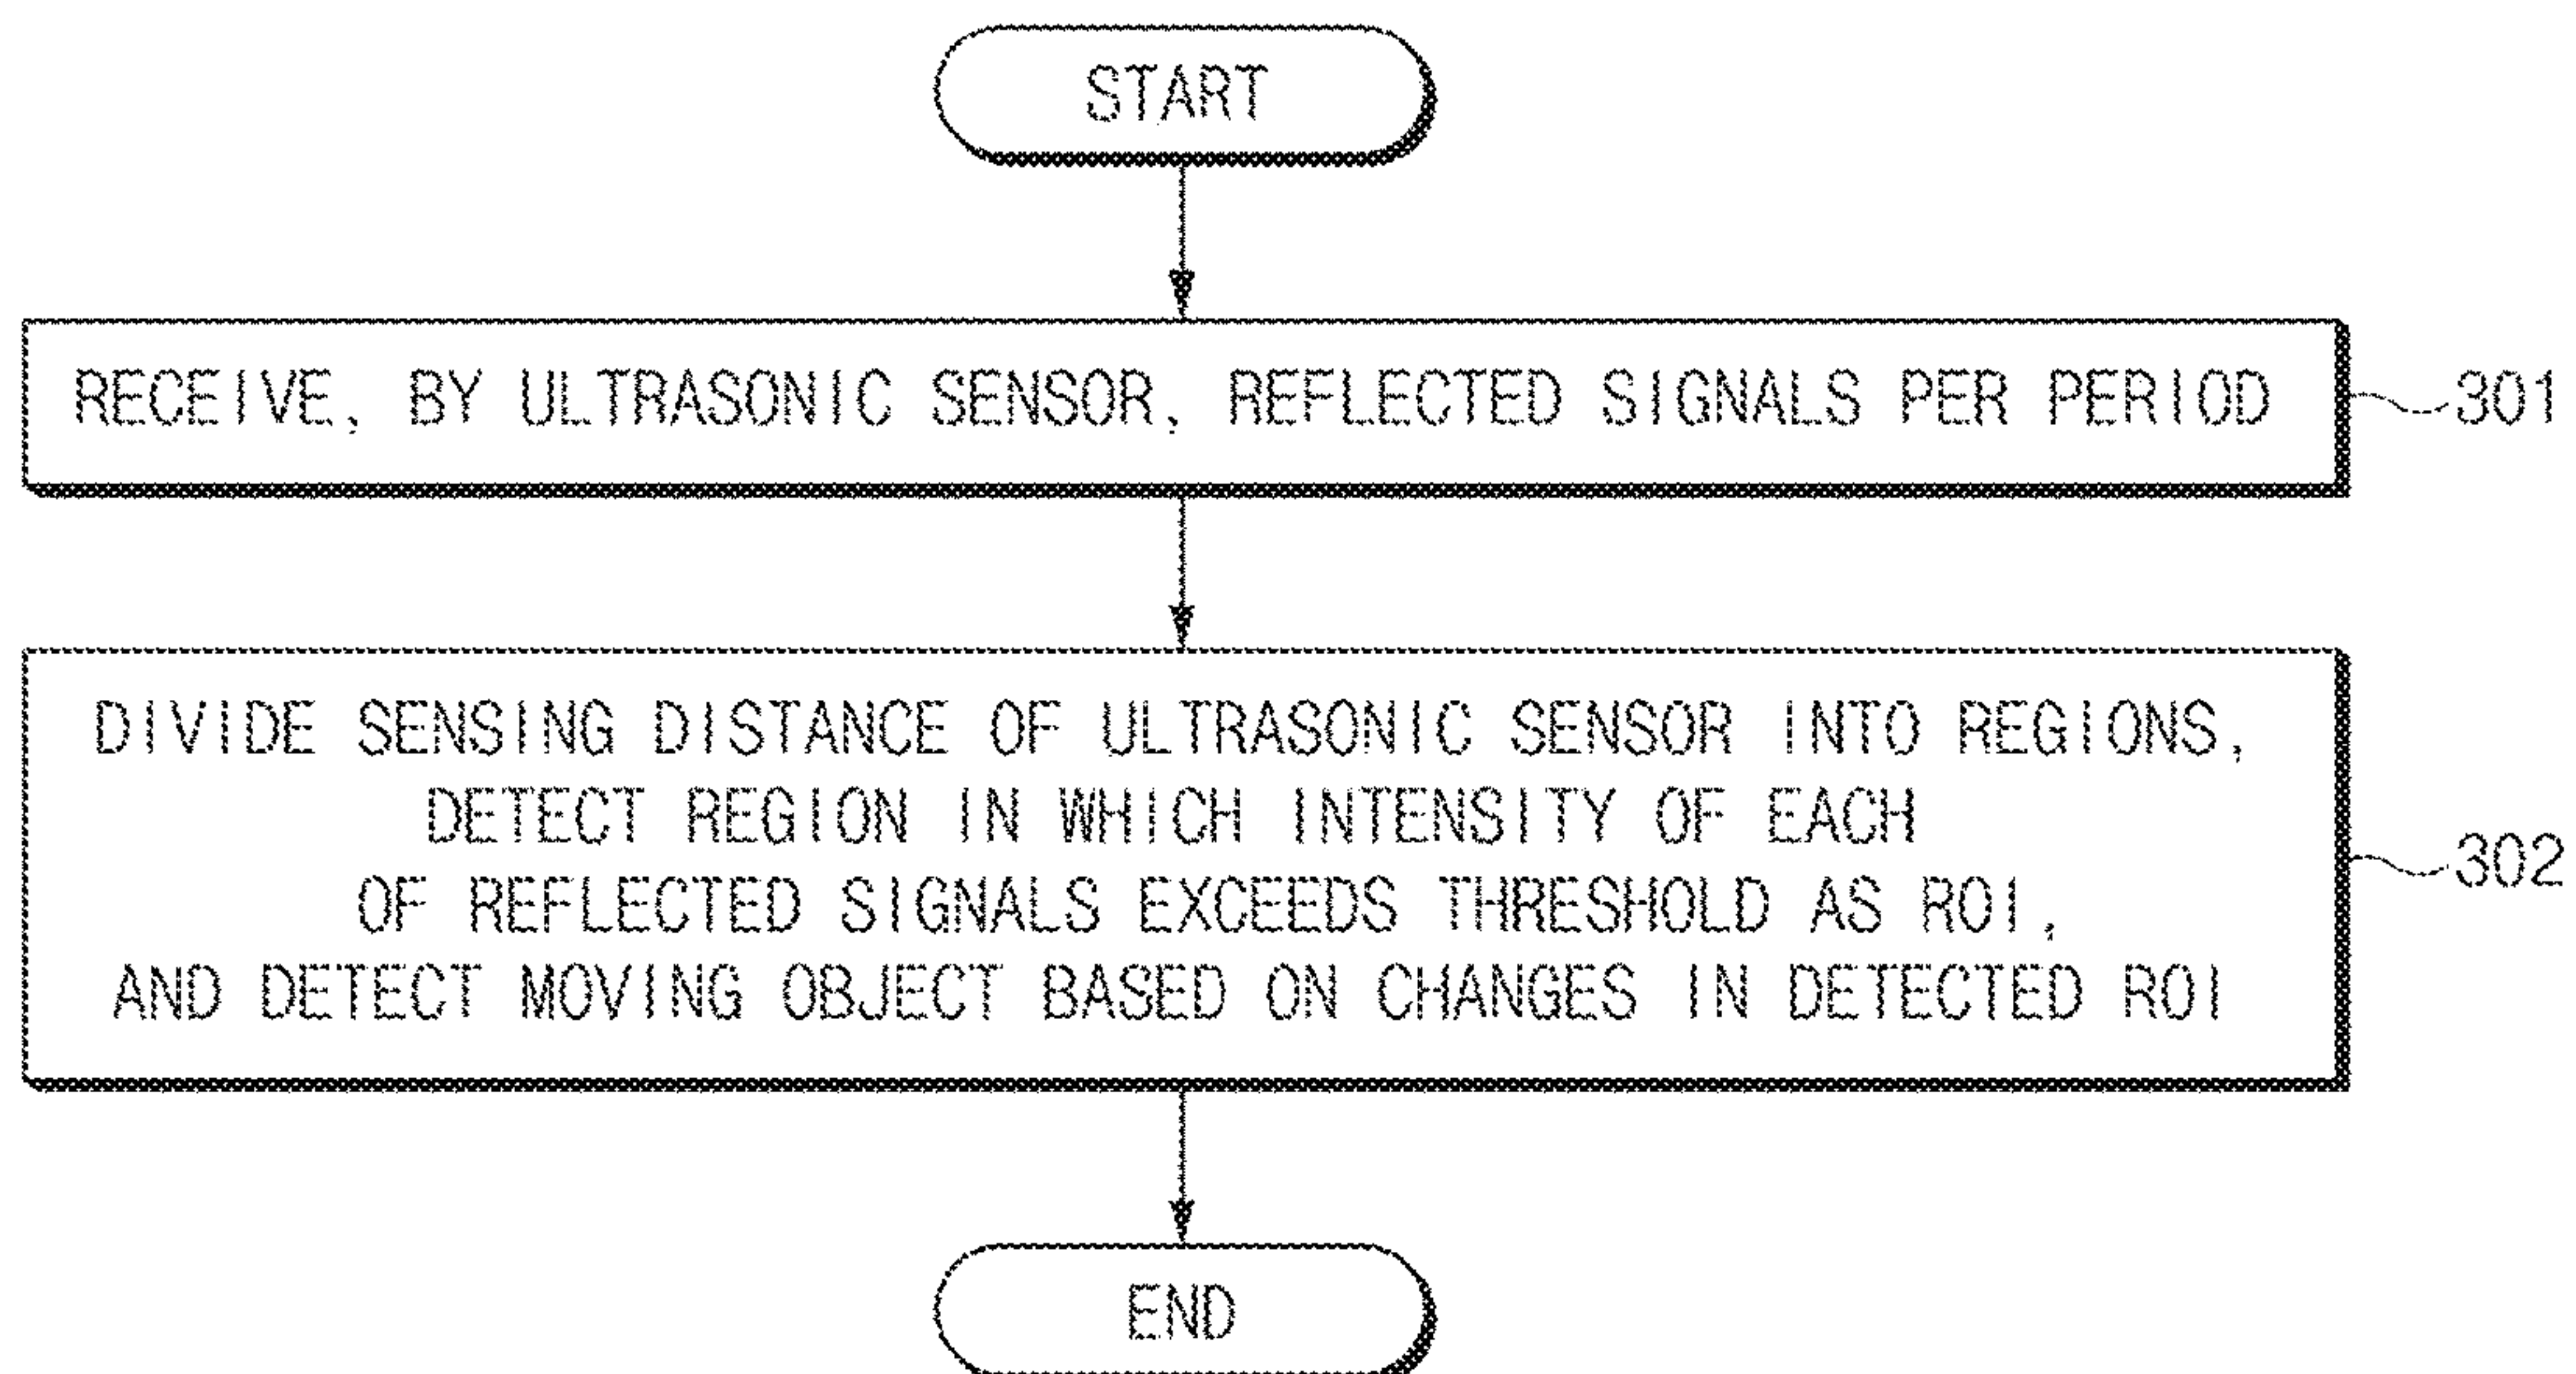 START
RECEIVE, BY ULTRASONIC SENSOR, REFLECTED SIGNALS PER PERIOD
301
DIVIDE SENSING DISTANCE OF ULTRASONIC SENSOR INTO REGIONS,
DETECT REGION IN WHICH INTENSITY OF EACH
OF REFLECTED SIGNALS EXCEEDS THRESHOLD AS ROI,
AND DETECT MOVING OBJECT BASED ON CHANGES IN DETECTED ROI
302
END